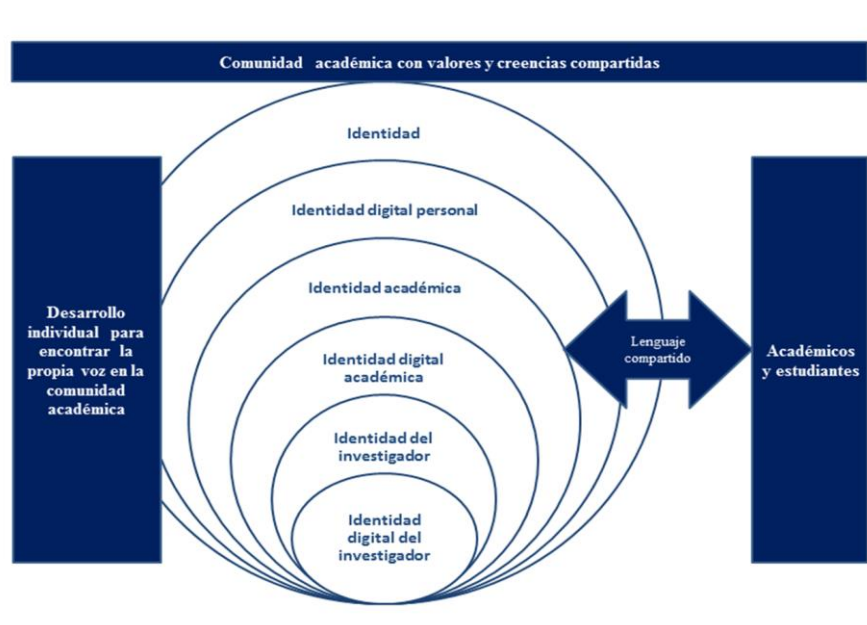 Comunidad académica con valores y creencias compartidas
Identidad
Identidad digital personal
Identidad académica
Identidad digital
académica
Identidad del
investigador
Identidad
digital del
investigador
Desarrollo
individual para
encontrar la
propia voz en la
comunidad
académica
Lenguaje
compartido
Académicos
y estudiantes